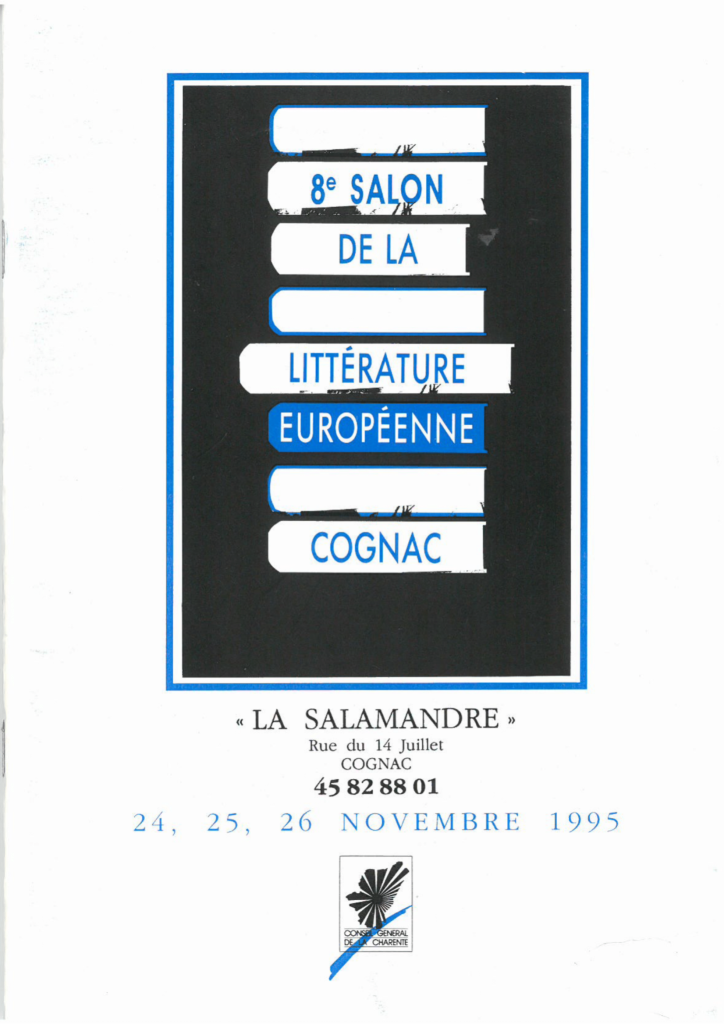 8e SALON
DE LA
LITTÉRATURE
EUROPÉENNE
COGNAC
« LA SALAMANDRE »
Rue du 14 Juillet
COGNAC
45 82 88 01
24, 25, 26 NOVEMBRE 1995
CONSEIL GENERAL
DE LA CHARENTE